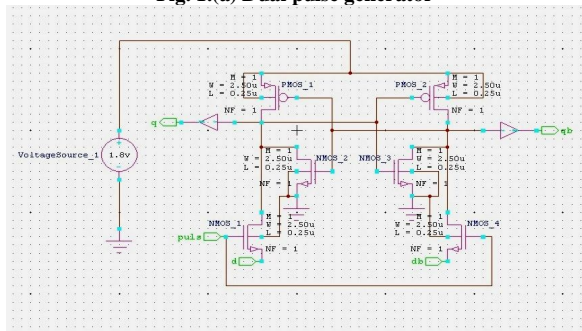 Fig. 1.(a) Dual pulse generator
M = 1
W = 2.50u
L = 0.25u
NF = 1
PMOS_1
PMOS_2
M = 1
W = 2.50u
L = 0.25u
NF = 1
q
qb
VoltageSource_1
1.8v
M = 1
W = 2.50u
L = 0.25u
NF = 1
NMOS_2
NMOS_3
M = 1
W = 2.50u
L = 0.25u
NF = 1
NMOS_1
M = 1
W = 2.50u
L = 0.25u
NF = 1
puls
d
M = 1
W = 2.50u
L = 0.25u
NF = 1
NMOS_4
db